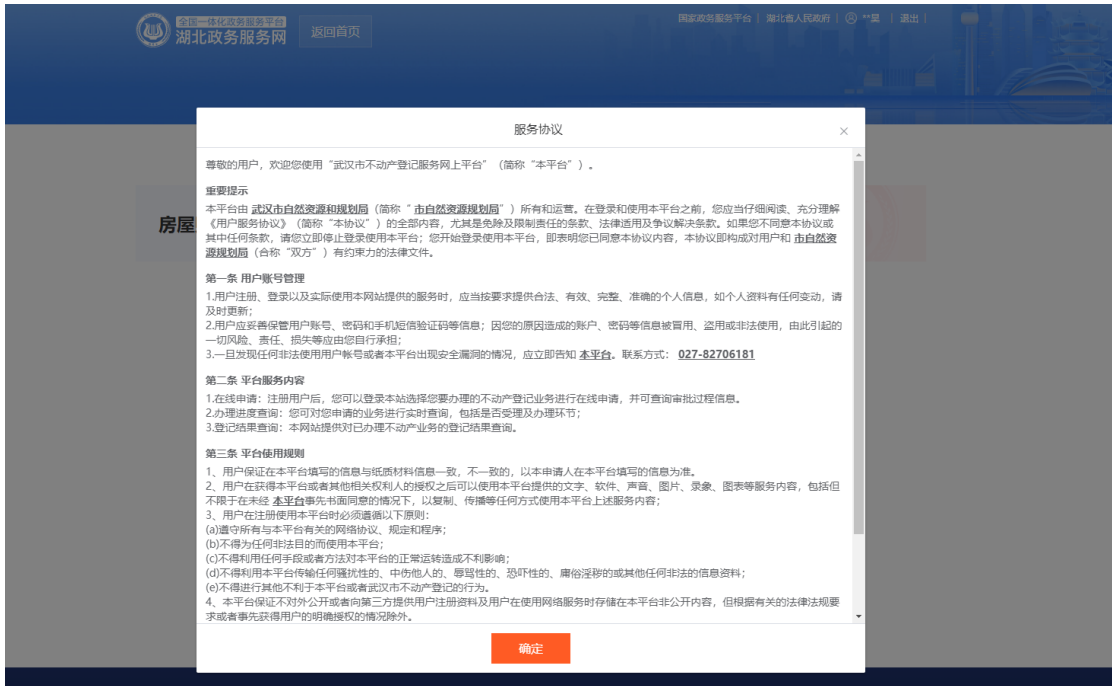 全国一体化政务服务平台
湖北政务服务网
返回首页
国家政务服务平台 | 湖北省人民政府 | **昊 | 退出 |
服务协议
×
尊敬的用户，欢迎您使用“武汉市不动产登记服务网上平台”（简称“本平台”）。
重要提示
本平台由 武汉市自然资源和规划局（简称“ 市自然资源规划局”）所有和运营。在登录和使用本平台之前，您应当仔细阅读、充分理解
《用户服务协议》（简称“本协议”）的全部内容，尤其是免除及限制责任的条款、法律适用及争议解决条款。如果您不同意本协议或
其中任何条款，请您立即停止登录使用本平台；您开始登录使用本平台，即表明您已同意本协议内容，本协议即构成对用户和 市自然资
源规划局（合称“双方”）有约束力的法律文件。
房屋
第一条 用户账号管理
1.用户注册、登录以及实际使用本网站提供的服务时，应当按要求提供合法、有效、完整、准确的个人信息，如个人资料有任何变动，请
及时更新；
2.用户应妥善保管用户账号、密码和手机短信验证码等信息；因您的原因造成的账户、密码等信息被冒用、盗用或非法使用，由此引起的
一切风险、责任、损失等应由您自行承担；
3.一旦发现任何非法使用用户帐号或者本平台出现安全漏洞的情况，应立即告知 本平台。联系方式： 027-82706181
第二条 平台服务内容
1.在线申请：注册用户后，您可以登录本站选择您要办理的不动产登记业务进行在线申请，并可查询审批过程信息。
2.办理进度查询：您可对您申请的业务进行实时查询，包括是否受理及办理环节；
3.登记结果查询：本网站提供对已办理不动产业务的登记结果查询。
第三条 平台使用规则
1、用户保证在本平台填写的信息与纸质材料信息一致，不一致的，以本申请人在本平台填写的信息为准。
2、用户在获得本平台或者其他相关权利人的授权之后可以使用本平台提供的文字、软件、声音、图片、录象、图表等服务内容，包括但
不限于在未经 本平台事先书面同意的情况下，以复制、传播等任何方式使用本平台上述服务内容；
3、用户在注册使用本平台时必须遵循以下原则：
(a)遵守所有与本平台有关的网络协议、规定和程序；
(b)不得为任何非法目的而使用本平台；
(c)不得利用任何手段或者方法对本平台的正常运转造成不利影响；
(d)不得利用本平台传输任何骚扰性的、中伤他人的、辱骂性的、恐吓性的、庸俗淫秽的或其他任何非法的信息资料；
(e)不得进行其他不利于本平台或者武汉市不动产登记的行为。
4、本平台保证不对外公开或者向第三方提供用户注册资料及用户在使用网络服务时存储在本平台非公开内容，但根据有关的法律法规要
求或者事先获得用户的明确授权的情况除外。
确定